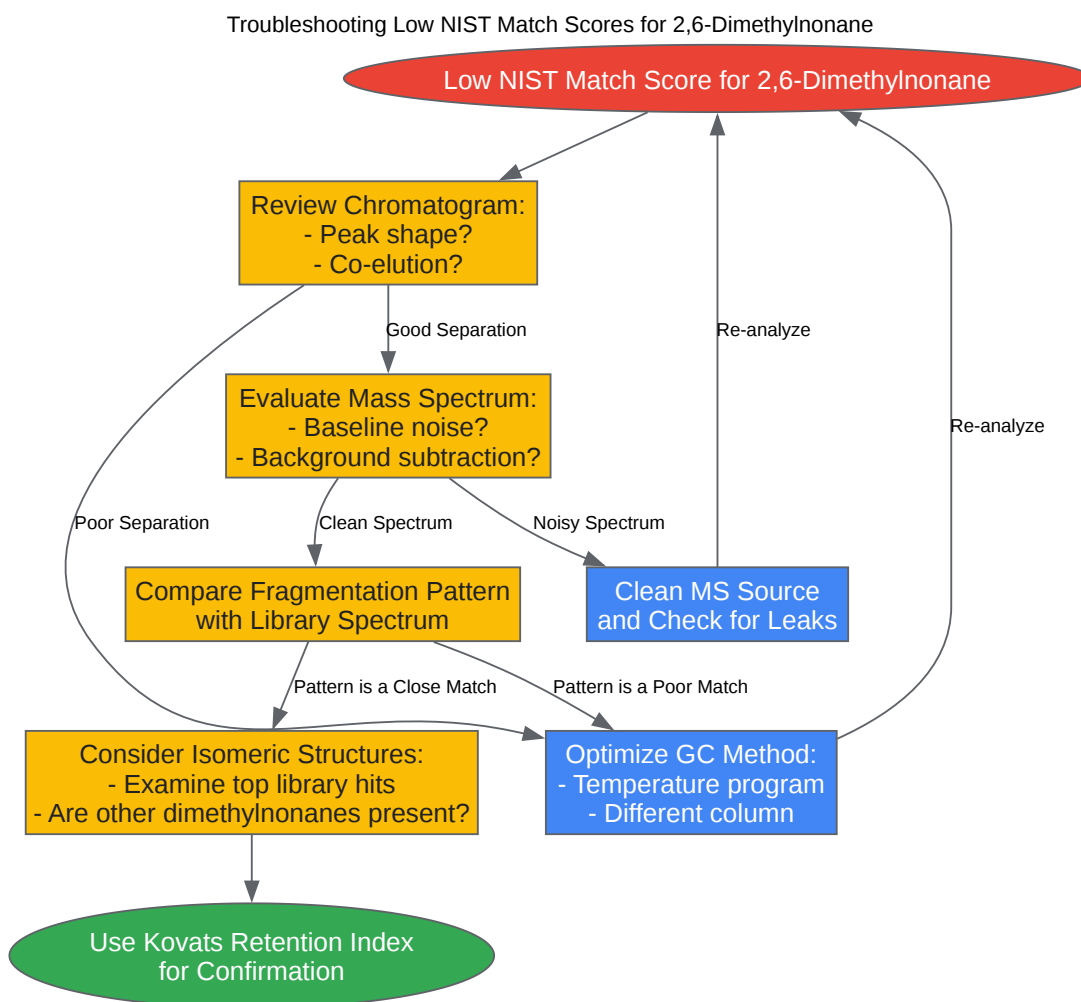 Troubleshooting Low NIST Match Scores for 2,6-Dimethylnonane
Low NIST Match Score for 2,6-Dimethylnonane
Review Chromatogram:
- Peak shape?
- Co-elution?
Good Separation
Re-analyze
Re-analyze
Evaluate Mass Spectrum:
- Baseline noise?
- Background subtraction?
Poor Separation
Clean Spectrum
Noisy Spectrum
Compare Fragmentation Pattern
with Library Spectrum
Clean MS Source
and Check for Leaks
Pattern is a Close Match
Pattern is a Poor Match
Consider Isomeric Structures:
- Examine top library hits
- Are other dimethylnonanes present?
Optimize GC Method:
- Temperature program
- Different column
Use Kovats Retention Index
for Confirmation